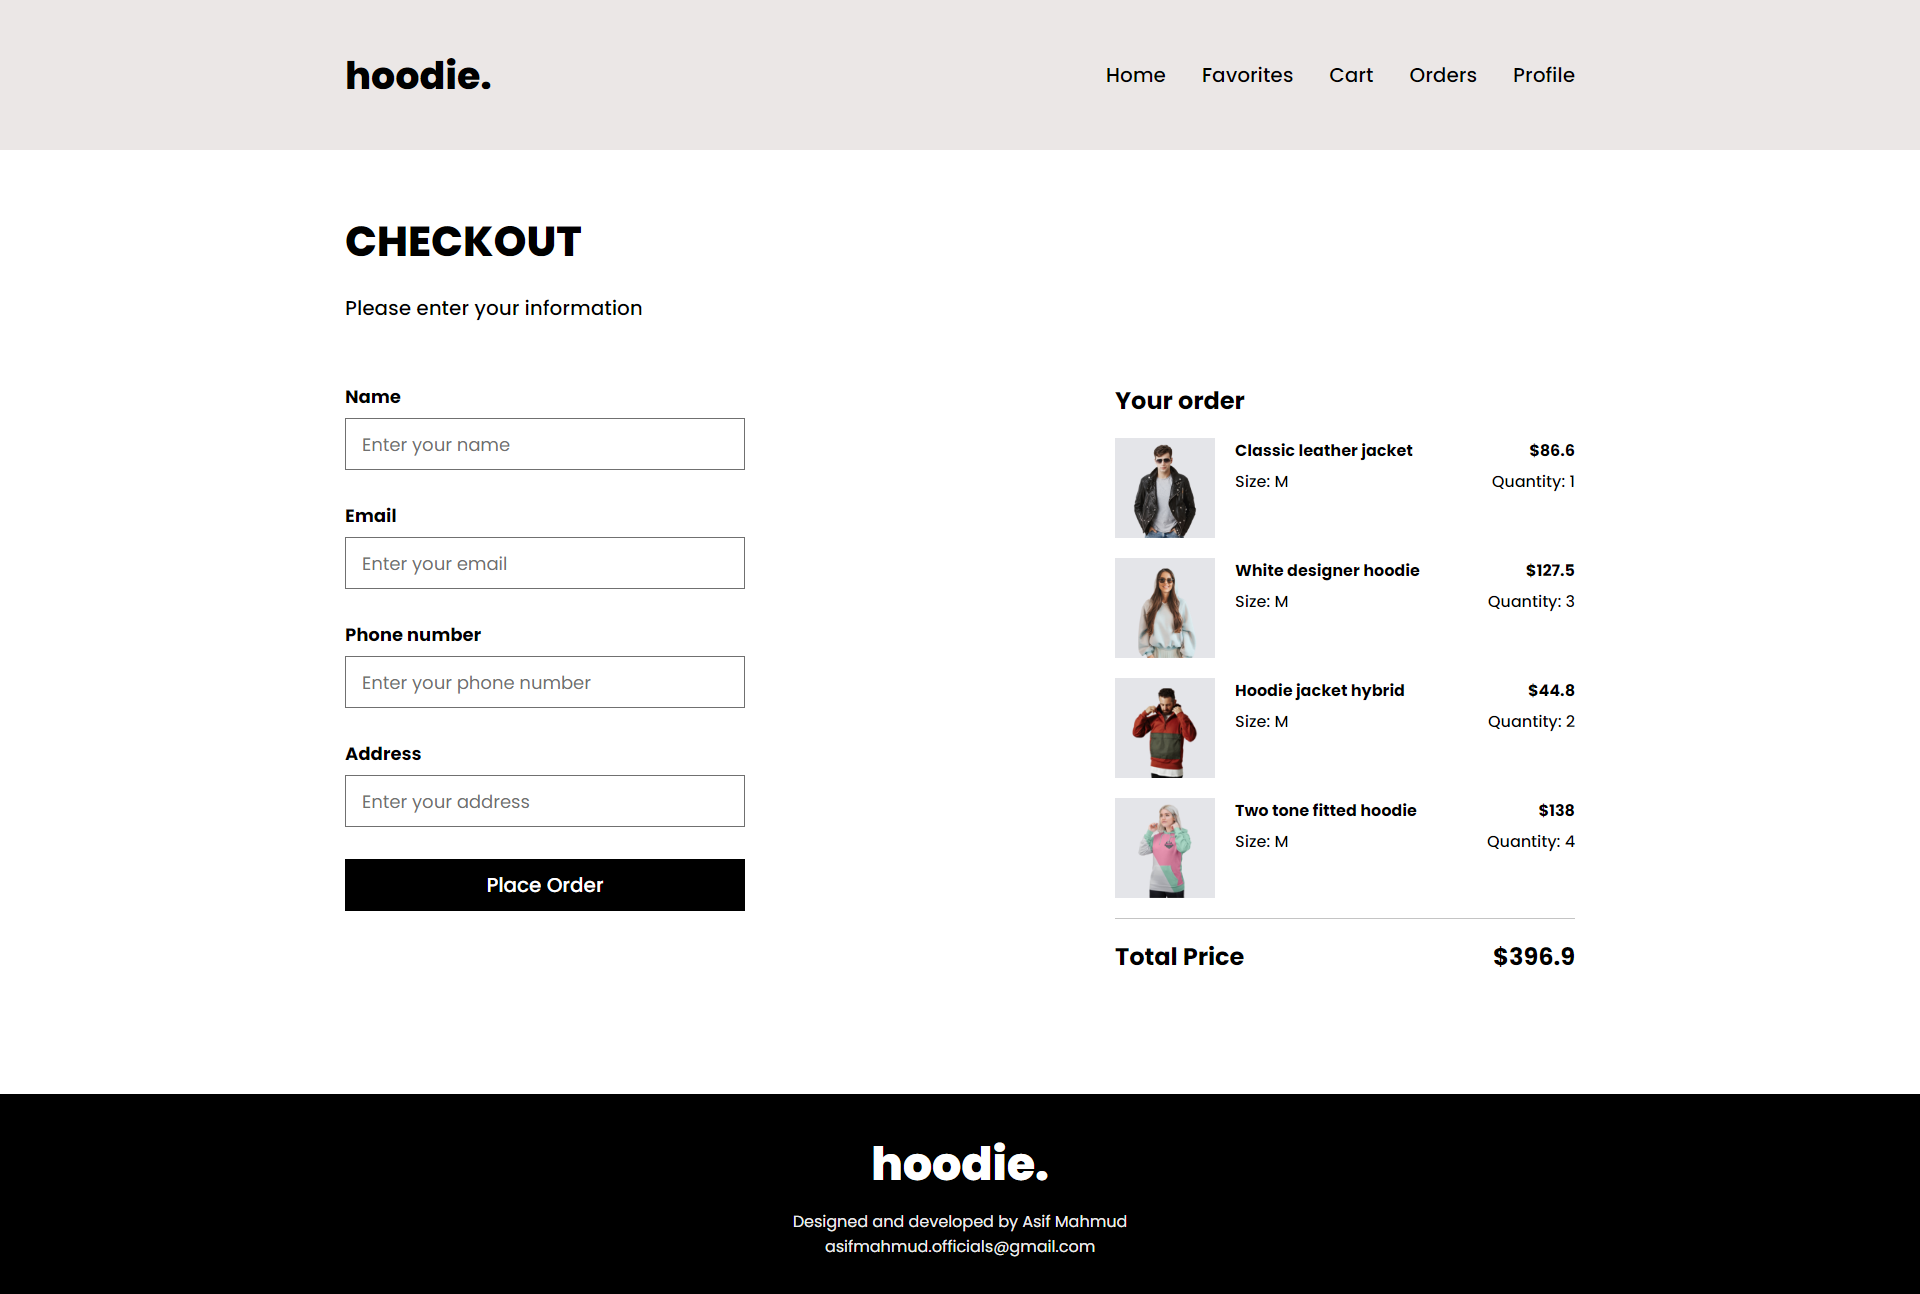 hoodie.
Home Favorites Cart Orders Profile
CHECKOUT
Please enter your information
Name
Enter your name
Email
Enter your email
Phone number
Enter your phone number
Address
Enter your address
Place Order
Your order
Classic leather jacket $86.6
Size: M Quantity: 1
White designer hoodie $127.5
Size: M Quantity: 3
Hoodie jacket hybrid $44.8
Size: M Quantity: 2
Two tone fitted hoodie $138
Size: M Quantity: 4
Total Price $396.9
hoodie.
Designed and developed by Asif Mahmud
asifmahmud.officials@gmail.com